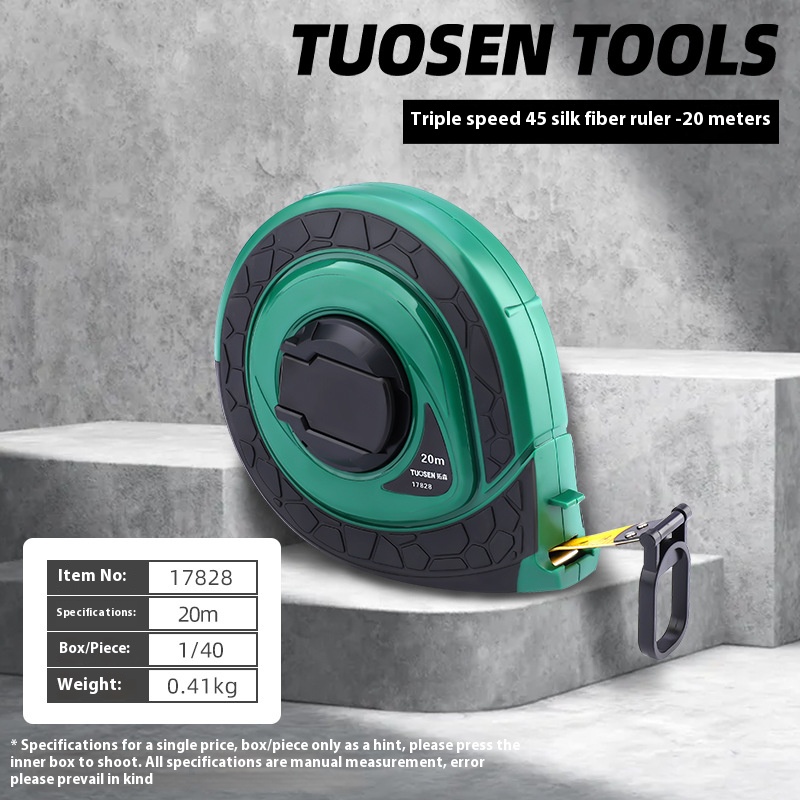 TUOSEN TOOLS
Triple speed 45 silk fiber ruler -20 meters
20m
TUOSEN 拓森
17828
Item No: 17828
Specifications: 20m
Box/Piece: 1/40
Weight: 0.41kg
* Specifications for a single price, box/piece only as a hint, please press the
inner box to shoot. All specifications are manual measurement, error
please prevail in kind